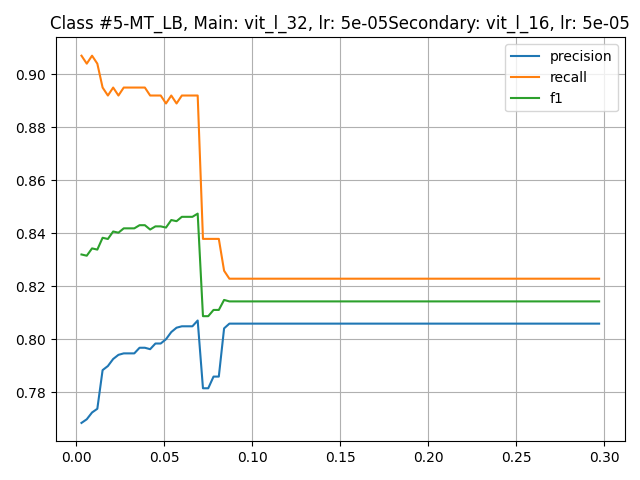 Class #5-MT_LB, Main: vit_l_32, lr: 5e-05Secondary: vit_l_16, lr: 5e-05
precision
recall
f1
0.90
0.88
0.86
0.84
0.82
0.80
0.78
0.00 0.05 0.10 0.15 0.20 0.25 0.30